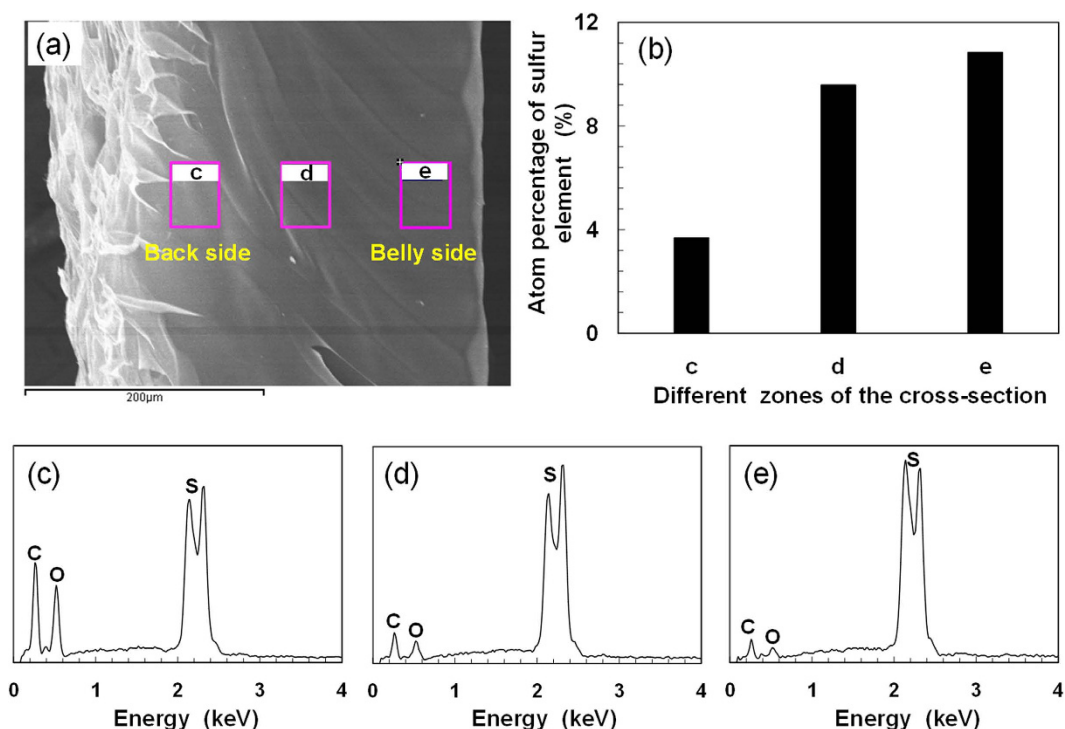 (a)
c
d
e
Back side
Belly side
200μm
(b)
12
8
4
0
Atom percentage of sulfur
element (%)
c
d
e
Different zones of the cross-section
(c)
C
O
S
0
1
2
3
4
Energy (keV)
(d)
C
O
S
0
1
2
3
4
Energy (keV)
(e)
C
O
S
0
1
2
3
4
Energy (keV)